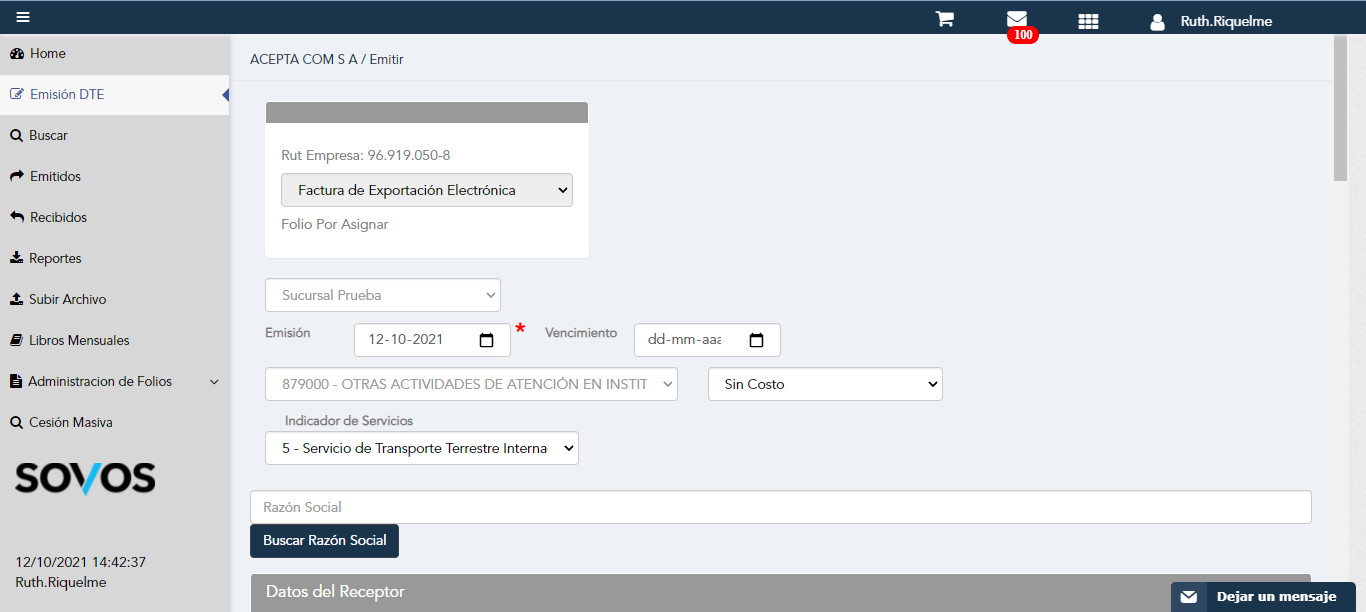 100
Ruth.Riquelme
Home
Emisión DTE
Buscar
Emitidos
Recibidos
Reportes
Subir Archivo
Libros Mensuales
Administracion de Folios
Cesión Masiva
SOVOS
12/10/2021 14:42:37
Ruth.Riquelme
ACEPTA COM S A / Emitir
Rut Empresa: 96.919.050-8
Factura de Exportación Electrónica
Folio Por Asignar
Sucursal Prueba
Emisión 12-10-2021 * Vencimiento dd-mm-aaa
879000 - OTRAS ACTIVIDADES DE ATENCIÓN EN INSTIT Sin Costo
Indicador de Servicios
5 - Servicio de Transporte Terrestre Interna
Razón Social
Buscar Razón Social
Datos del Receptor
Dejar un mensaje